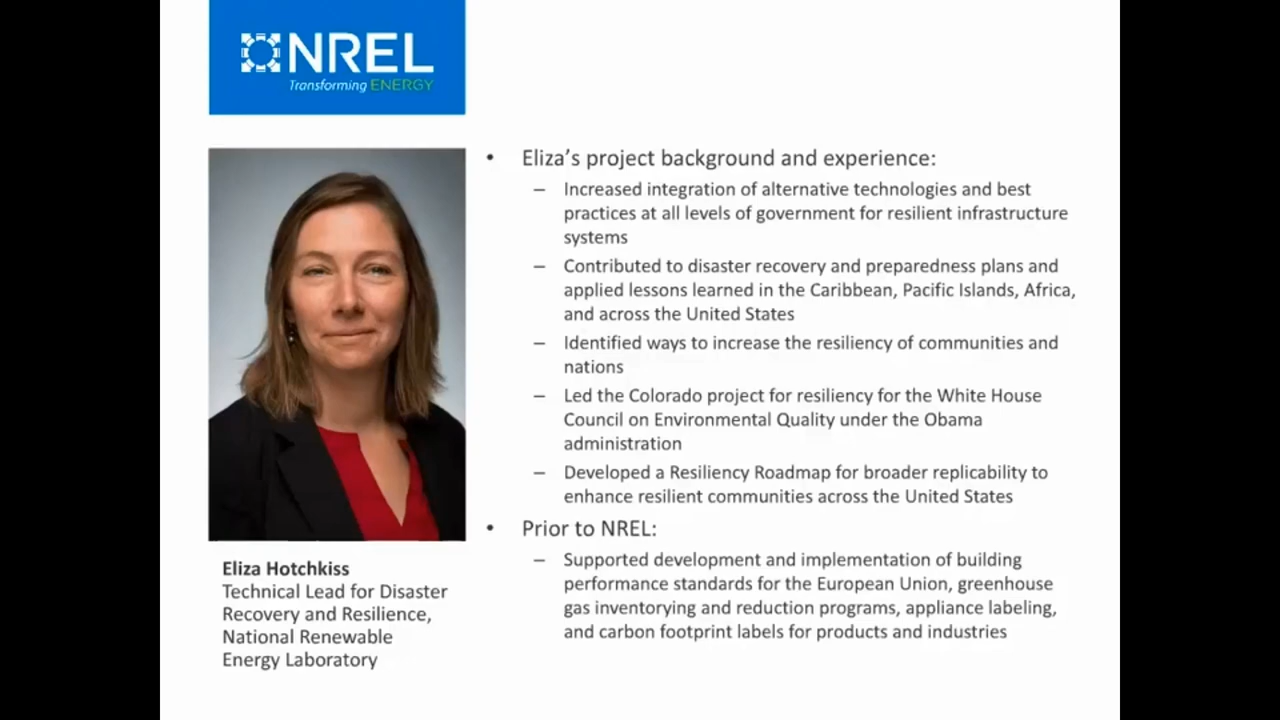 NREL
Transforming ENERGY
• Eliza’s project background and experience:
– Increased integration of alternative technologies and best
practices at all levels of government for resilient infrastructure
systems
– Contributed to disaster recovery and preparedness plans and
applied lessons learned in the Caribbean, Pacific Islands, Africa,
and across the United States
– Identified ways to increase the resiliency of communities and
nations
– Led the Colorado project for resiliency for the White House
Council on Environmental Quality under the Obama
administration
– Developed a Resiliency Roadmap for broader replicability to
enhance resilient communities across the United States
• Prior to NREL:
– Supported development and implementation of building
performance standards for the European Union, greenhouse
gas inventorying and reduction programs, appliance labeling,
and carbon footprint labels for products and industries
Eliza Hotchkiss
Technical Lead for Disaster
Recovery and Resilience,
National Renewable
Energy Laboratory